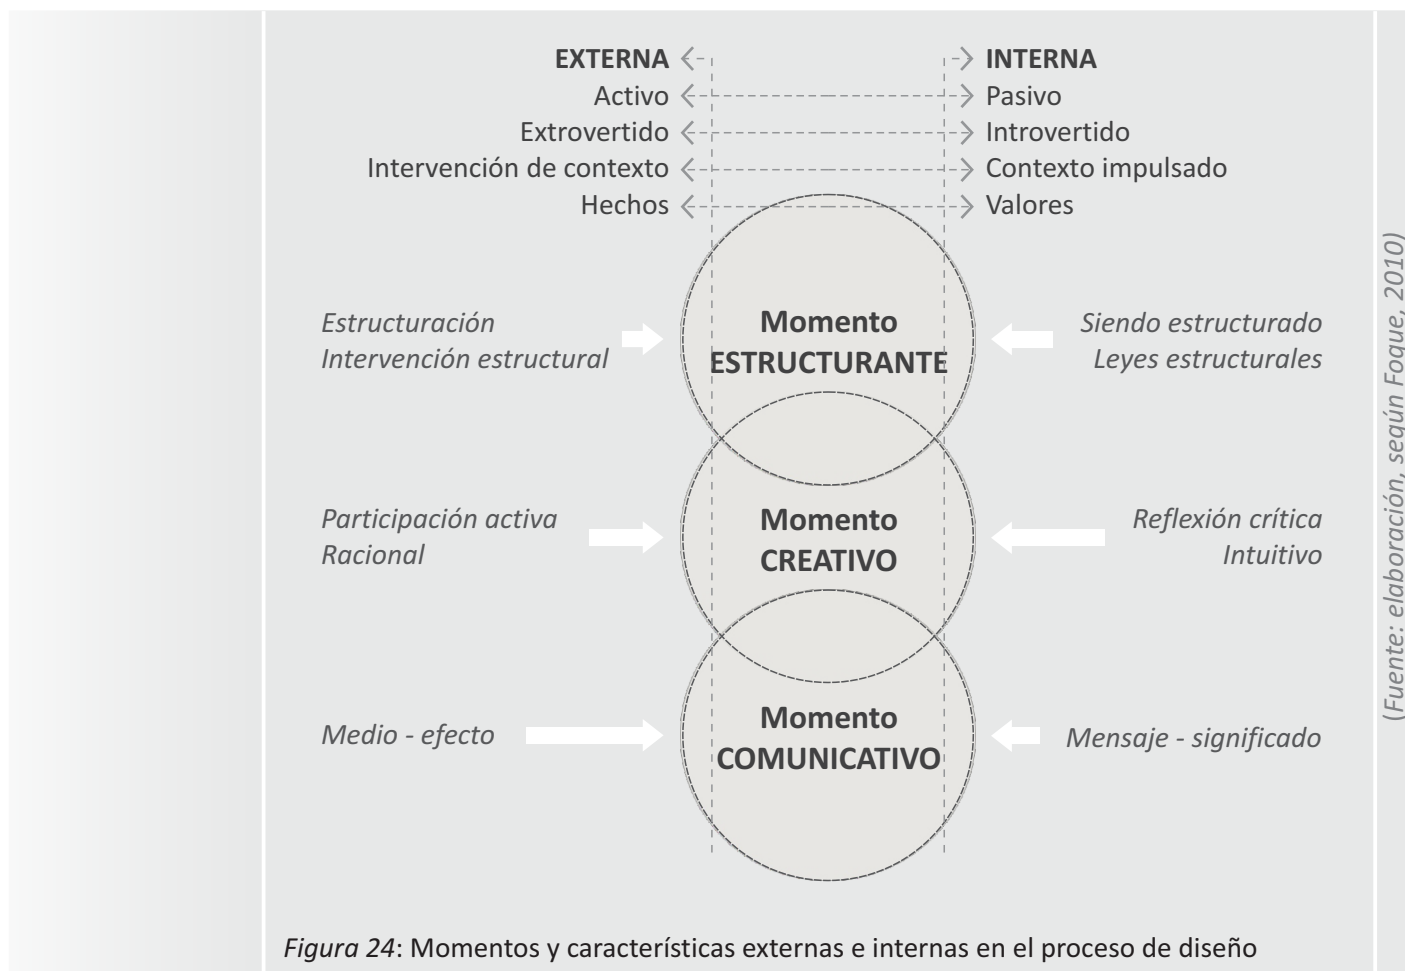 EXTERNA INTERNA
Activo Pasivo
Extrovertido Introvertido
Intervención de contexto Contexto impulsado
Hechos Valores
Estructuración
Intervención estructural
Momento
ESTRUCTURANTE
Siendo estructurado
Leyes estructurales
Participación activa
Racional
Momento
CREATIVO
Reflexión crítica
Intuitivo
Medio - efecto
Momento
COMUNICATIVO
Mensaje - significado
(Fuente: elaboración, según Foque, 2010)
Figura 24: Momentos y característícas externas e internas en el proceso de diseño